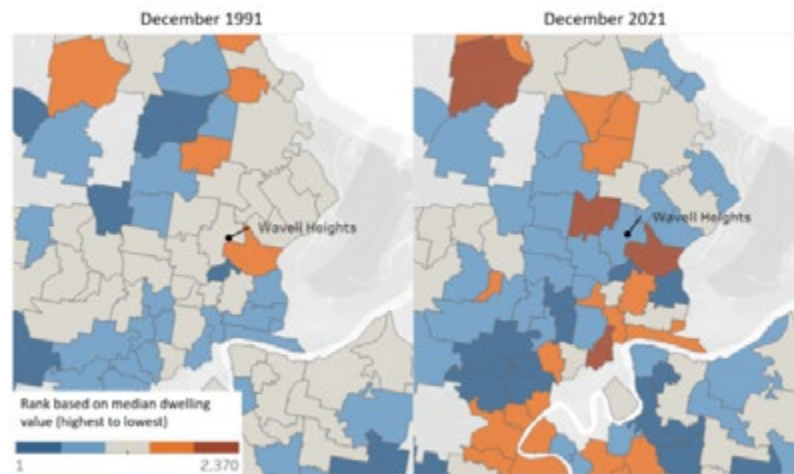 December 1991
December 2021
Wavell Heights
Wavell Heights
Rank based on median dwelling
value (highest to lowest)
1
2,370